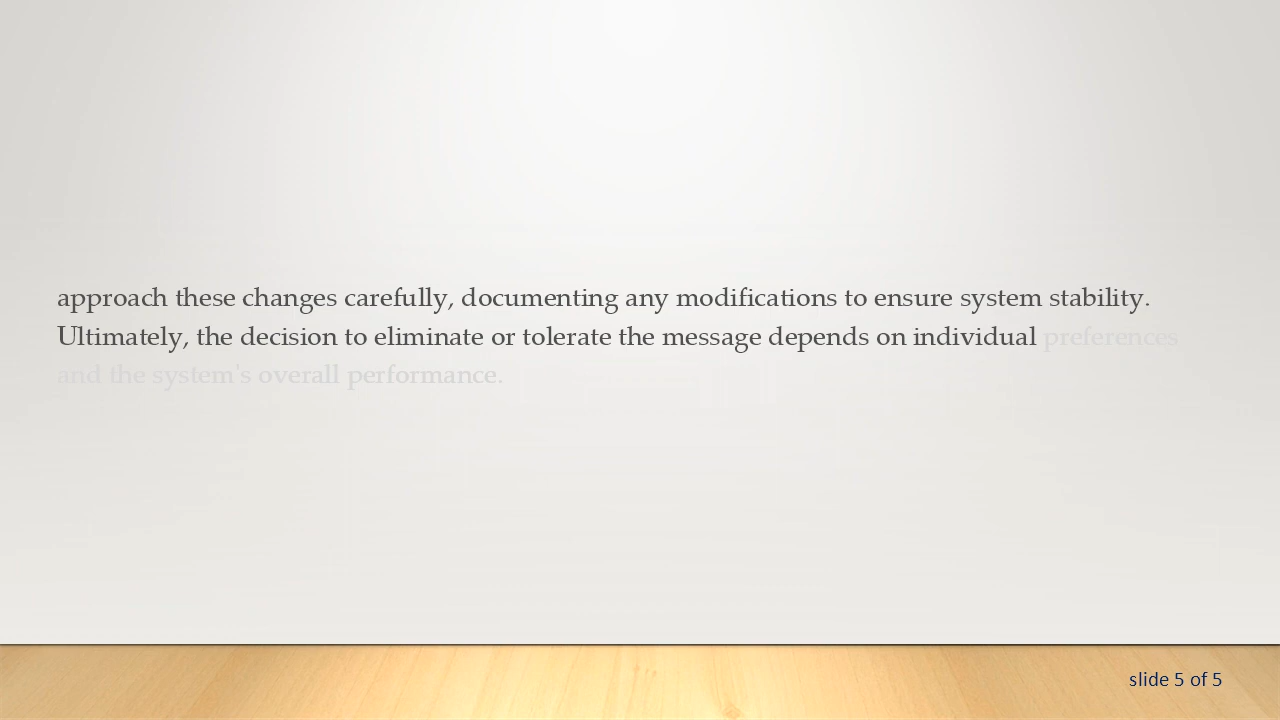 approach these changes carefully, documenting any modifications to ensure system stability.
Ultimately, the decision to eliminate or tolerate the message depends on individual preferences
and the system's overall performance.
slide 5 of 5